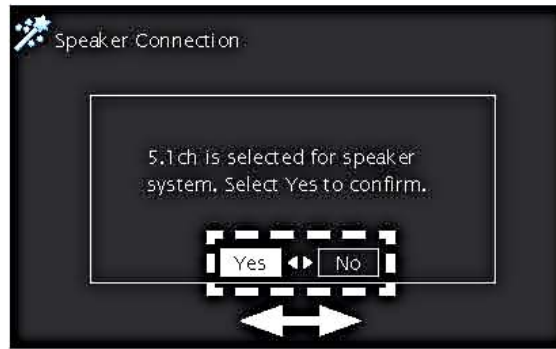 Speaker Connection
5.1ch is selected for speaker
system. Select Yes to confirm.
Yes No